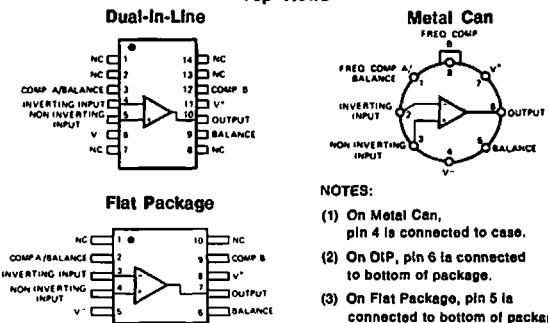 Dual-In-Line
NC 1
NC 2
COMP A/BALANCE 3
INVERTING INPUT 4
NON INVERTING INPUT 5
V- 6
NC 7
14 NC
13 NC
12 COMP B
11 V+
10 OUTPUT
9 BALANCE
8 NC
Metal Can
FREQ COMP
8
FREQ COMP A/
BALANCE
1
V+
7
INVERTING
INPUT
2
6 OUTPUT
NON INVERTING
INPUT
3
5
BALANCE
4
V-
Flat Package
NC 1
COMP A/BALANCE 2
INVERTING INPUT 3
NON INVERTING INPUT 4
V- 5
10 NC
9 COMP B
8 V+
7 OUTPUT
6 BALANCE
NOTES:
(1) On Metal Can,
pin 4 is connected to case.
(2) On DIP, pin 6 is connected
to bottom of package.
(3) On Flat Package, pin 5 is
connected to bottom of packag